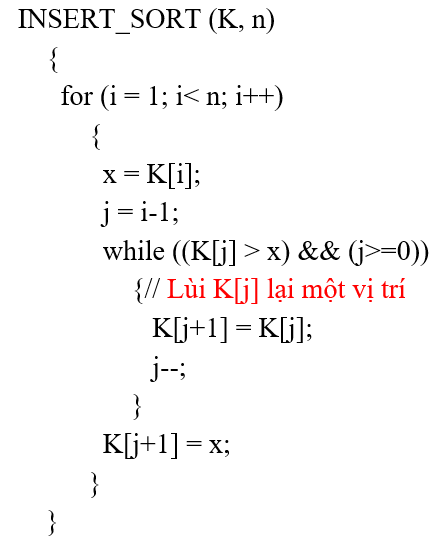 INSERT_SORT (K, n)
{
for (i = 1; i< n; i++)
{
x = K[i];
j = i-1;
while ((K[j] > x) && (j>=0))
{// Lùi K[j] lại một vị trí
K[j+1] = K[j];
j--;
}
K[j+1] = x;
}
}